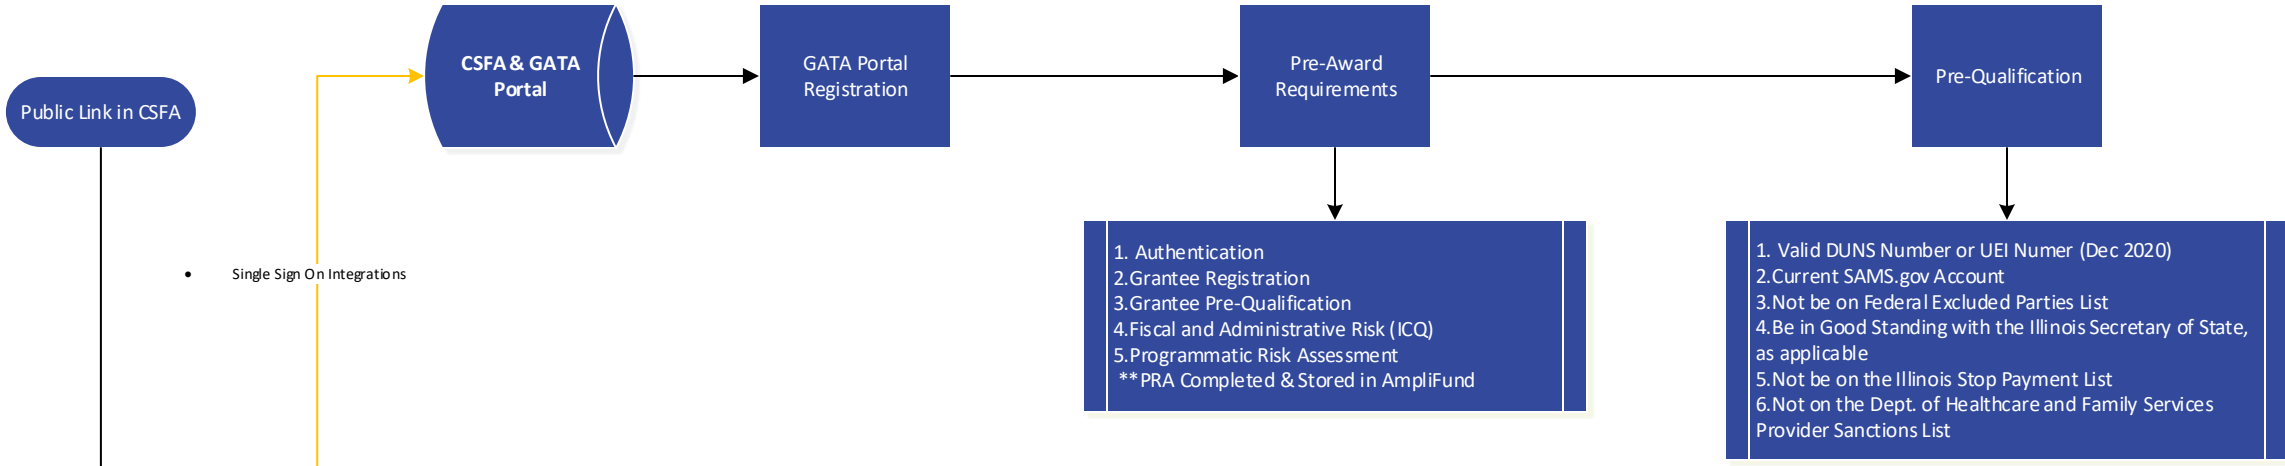 Public Link in CSFA
CSFA & GATA
Portal
GATA Portal
Registration
Pre-Award
Requirements
Pre-Qualification
• Single Sign On Integrations
1. Authentication
2.Grantee Registration
3.Grantee Pre-Qualification
4.Fiscal and Administrative Risk (ICQ)
5.Programmatic Risk Assessment
**PRA Completed & Stored in AmpliFund
1. Valid DUNS Number or UEI Numer (Dec 2020)
2.Current SAMS.gov Account
3.Not be on Federal Excluded Parties List
4.Be in Good Standing with the Illinois Secretary of State,
as applicable
5.Not be on the Illinois Stop Payment List
6.Not on the Dept. of Healthcare and Family Services
Provider Sanctions List